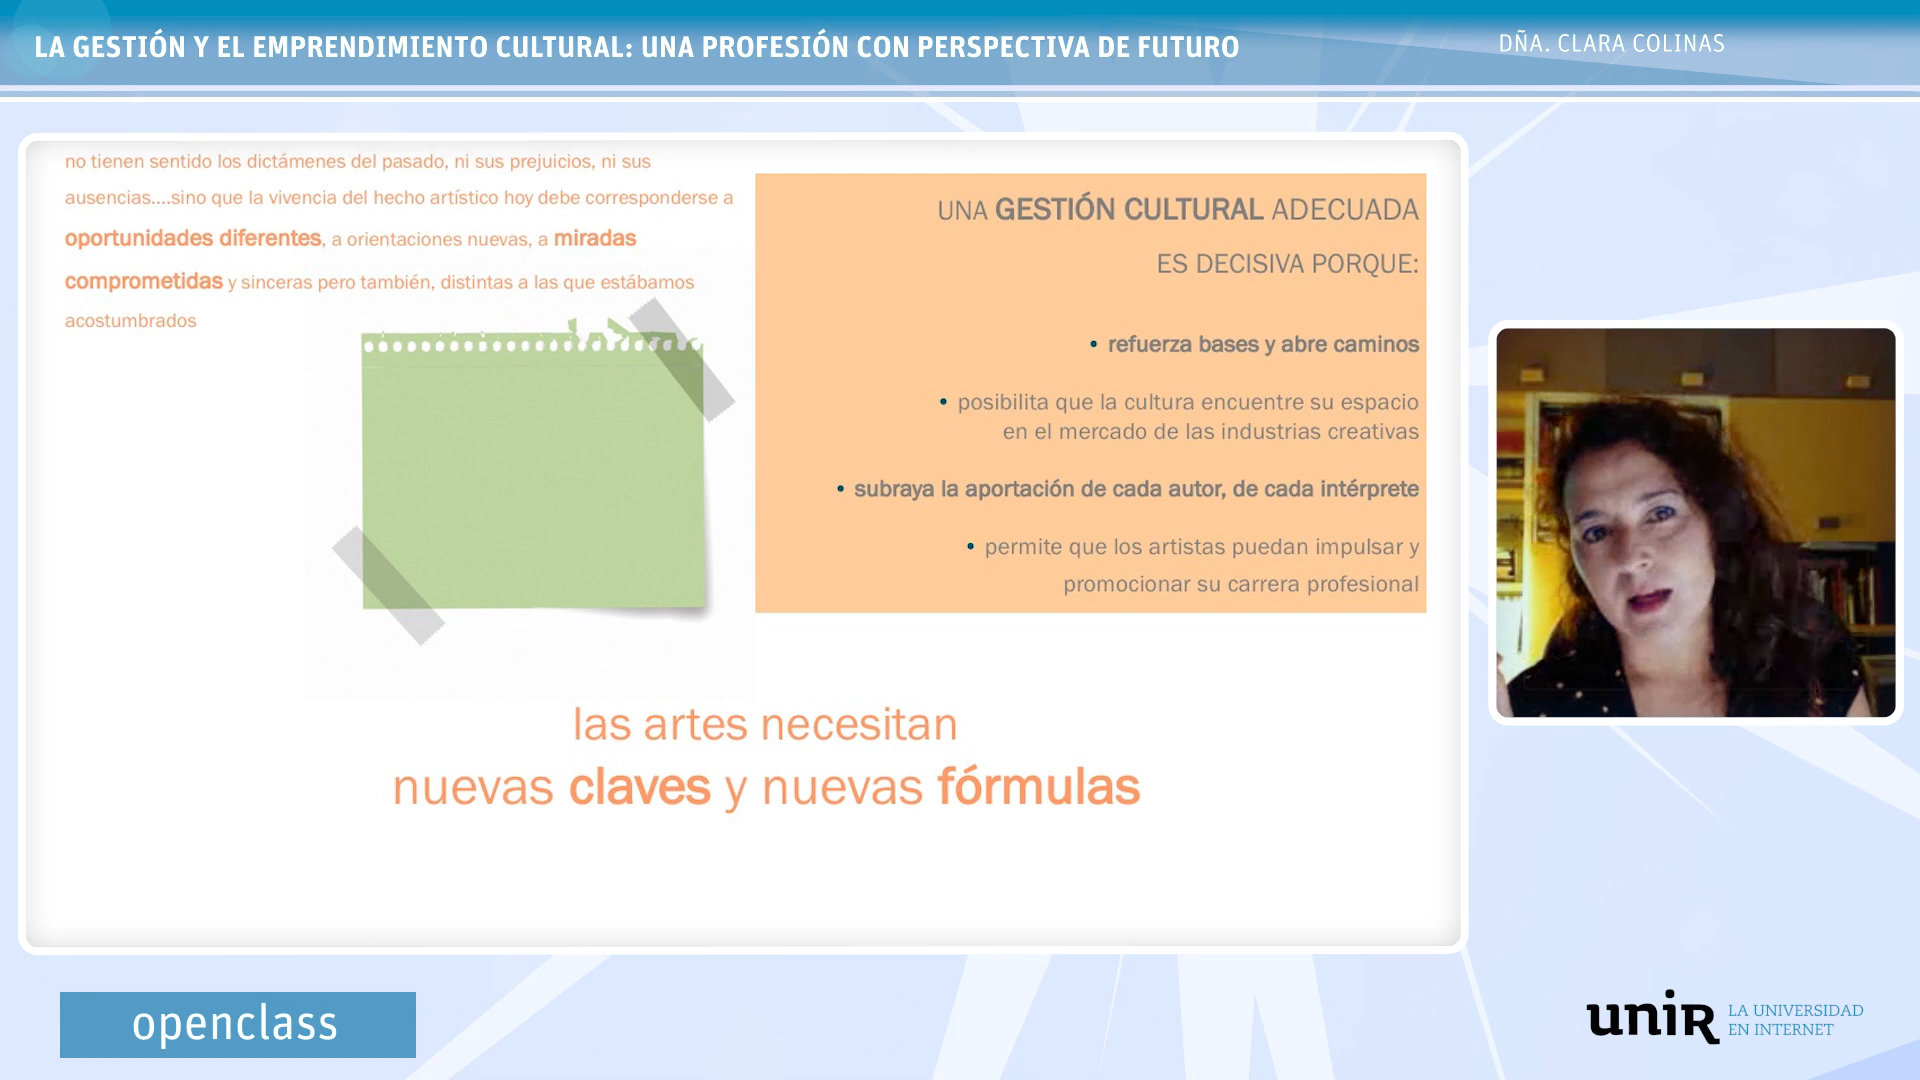 LA GESTIÓN Y EL EMPRENDIMIENTO CULTURAL: UNA PROFESIÓN CON PERSPECTIVA DE FUTURO
DÑA. CLARA COLINAS
no tienen sentido los dictámenes del pasado, ni sus prejuicios, ni sus
ausencias....sino que la vivencia del hecho artístico hoy debe corresponderse a
oportunidades diferentes, a orientaciones nuevas, a miradas
comprometidas y sinceras pero también, distintas a las que estábamos
acostumbrados
UNA GESTIÓN CULTURAL ADECUADA
ES DECISIVA PORQUE:
• refuerza bases y abre caminos
• posibilita que la cultura encuentre su espacio
en el mercado de las industrias creativas
• subraya la aportación de cada autor, de cada intérprete
• permite que los artistas puedan impulsar y
promocionar su carrera profesional
las artes necesitan
nuevas claves y nuevas fórmulas
openclass
uniR
LA UNIVERSIDAD
EN INTERNET